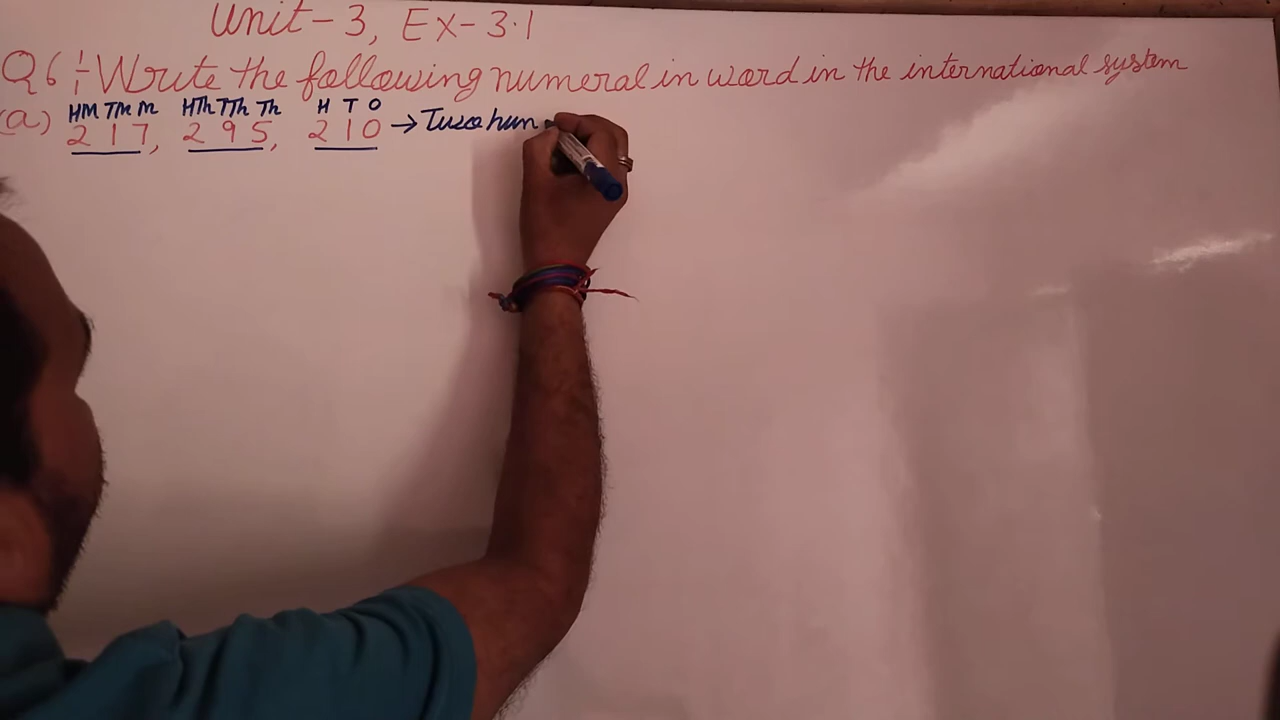 Unit-3, Ex-3.1
Q6:- Write the following numeral in word in the international system
HM TM M HTh TTh Th H T O
(a) 217, 295, 210 → Two hun